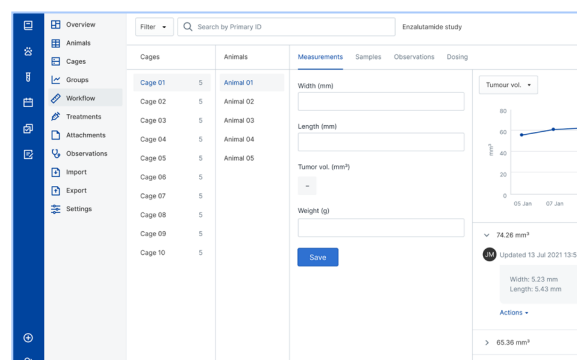 Overview
Animals
Cages
Groups
Workflow
Treatments
Attachments
Observations
Import
Export
Settings
Filter
Search by Primary ID
Enzalutamide study
Cages
Cage 01 5
Cage 02 5
Cage 03 5
Cage 04 5
Cage 05 5
Cage 06 5
Cage 07 5
Cage 08 5
Cage 09 5
Cage 10 5
Animals
Animal 01
Animal 02
Animal 03
Animal 04
Animal 05
Measurements Samples Observations Dosing
Width (mm)
Length (mm)
Tumor vol. (mm³)
–
Weight (g)
Save
Tumour vol.
80
60
40
20
0
mm³
05 Jan 07 Jan
74.26 mm³
JM Updated 13 Jul 2021 13:5
Width: 5.23 mm
Length: 5.43 mm
Actions
65.36 mm³